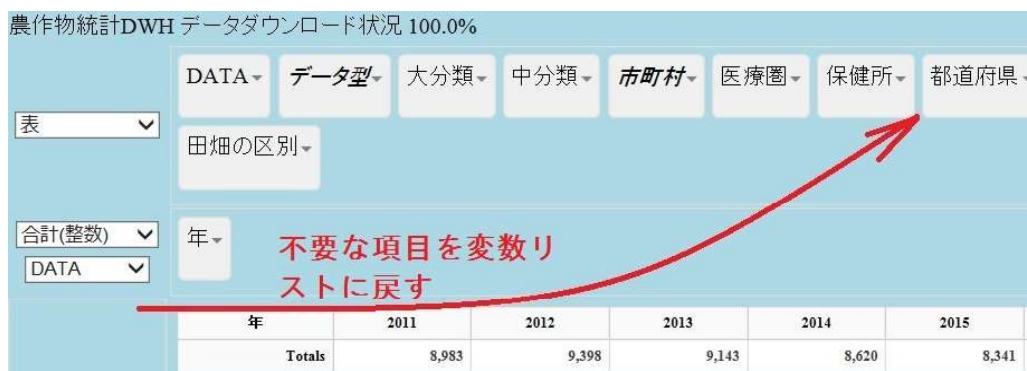 農作物統計DWH データダウンロード状況 100.0%
DATA データ型 大分類 中分類 市町村 医療圏 保健所 都道府県
表
田畑の区別
合計(整数)
年
DATA
不要な項目を変数リ
ストに戻す
年 2011 2012 2013 2014 2015
Totals 8,983 9,398 9,143 8,620 8,341